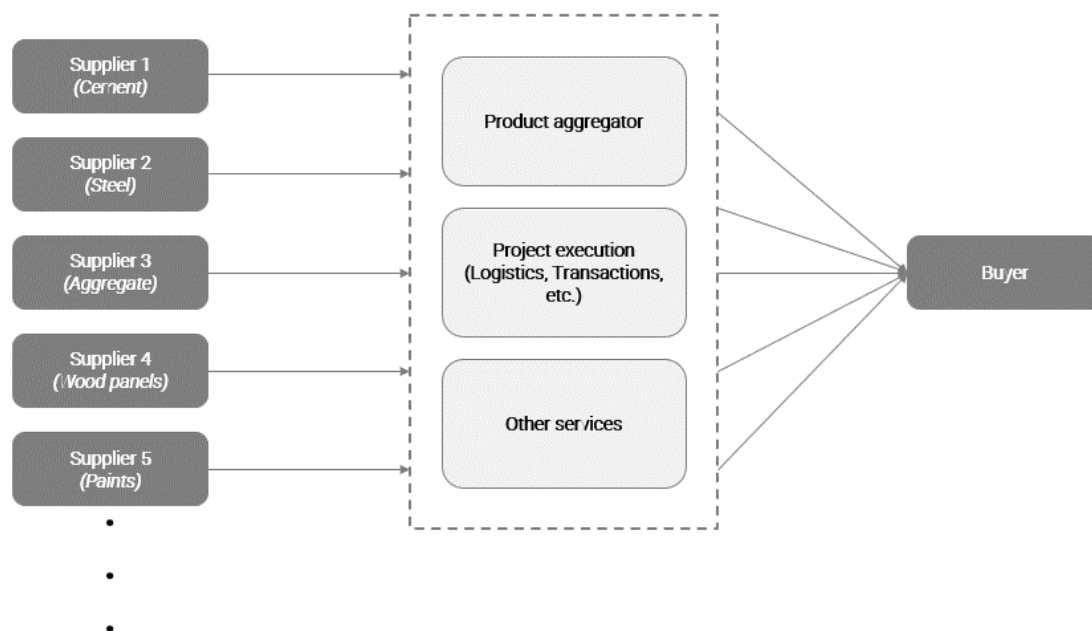 Supplier 1
(Cement)
Supplier 2
(Steel)
Supplier 3
(Aggregate)
Supplier 4
(Wood panels)
Supplier 5
(Paints)
Product aggregator
Project execution
(Logistics, Transactions,
etc.)
Other services
Buyer